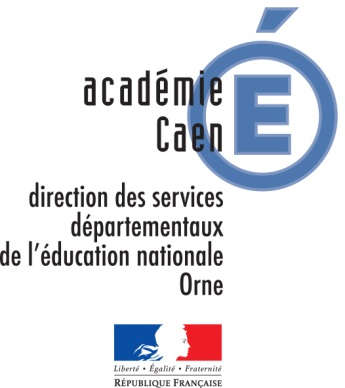 académie
Caen
É
direction des services
départementaux
de l'éducation nationale
Orne
Liberté • Égalité • Fraternité
RÉPUBLIQUE FRANÇAISE